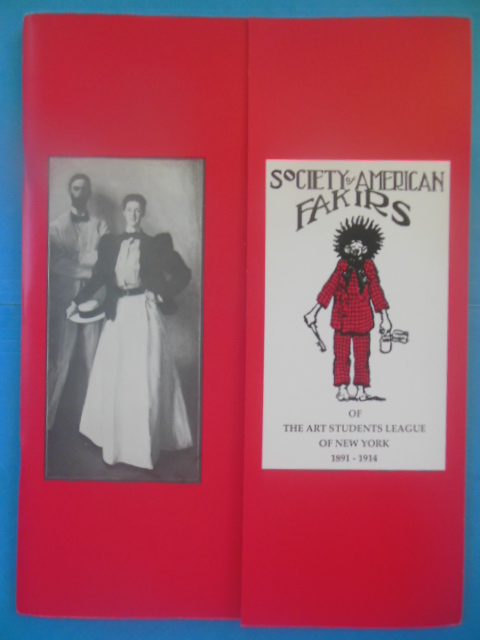 SOCIETY of AMERICAN
FAKIRS
OF
THE ART STUDENTS LEAGUE
OF NEW YORK
1891 - 1914